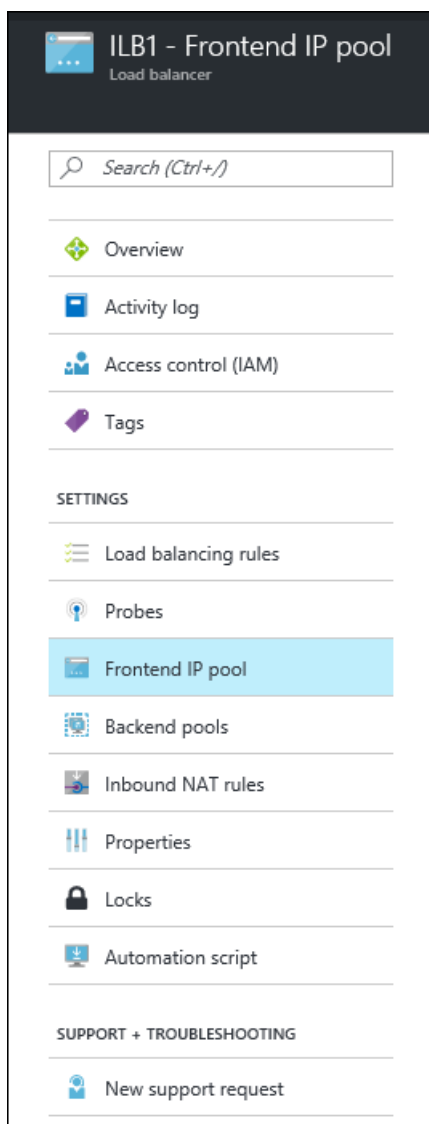 ILB1 - Frontend IP pool
Load balancer
Search (Ctrl+/)
Overview
Activity log
Access control (IAM)
Tags
SETTINGS
Load balancing rules
Probes
Frontend IP pool
Backend pools
Inbound NAT rules
Properties
Locks
Automation script
SUPPORT + TROUBLESHOOTING
New support request